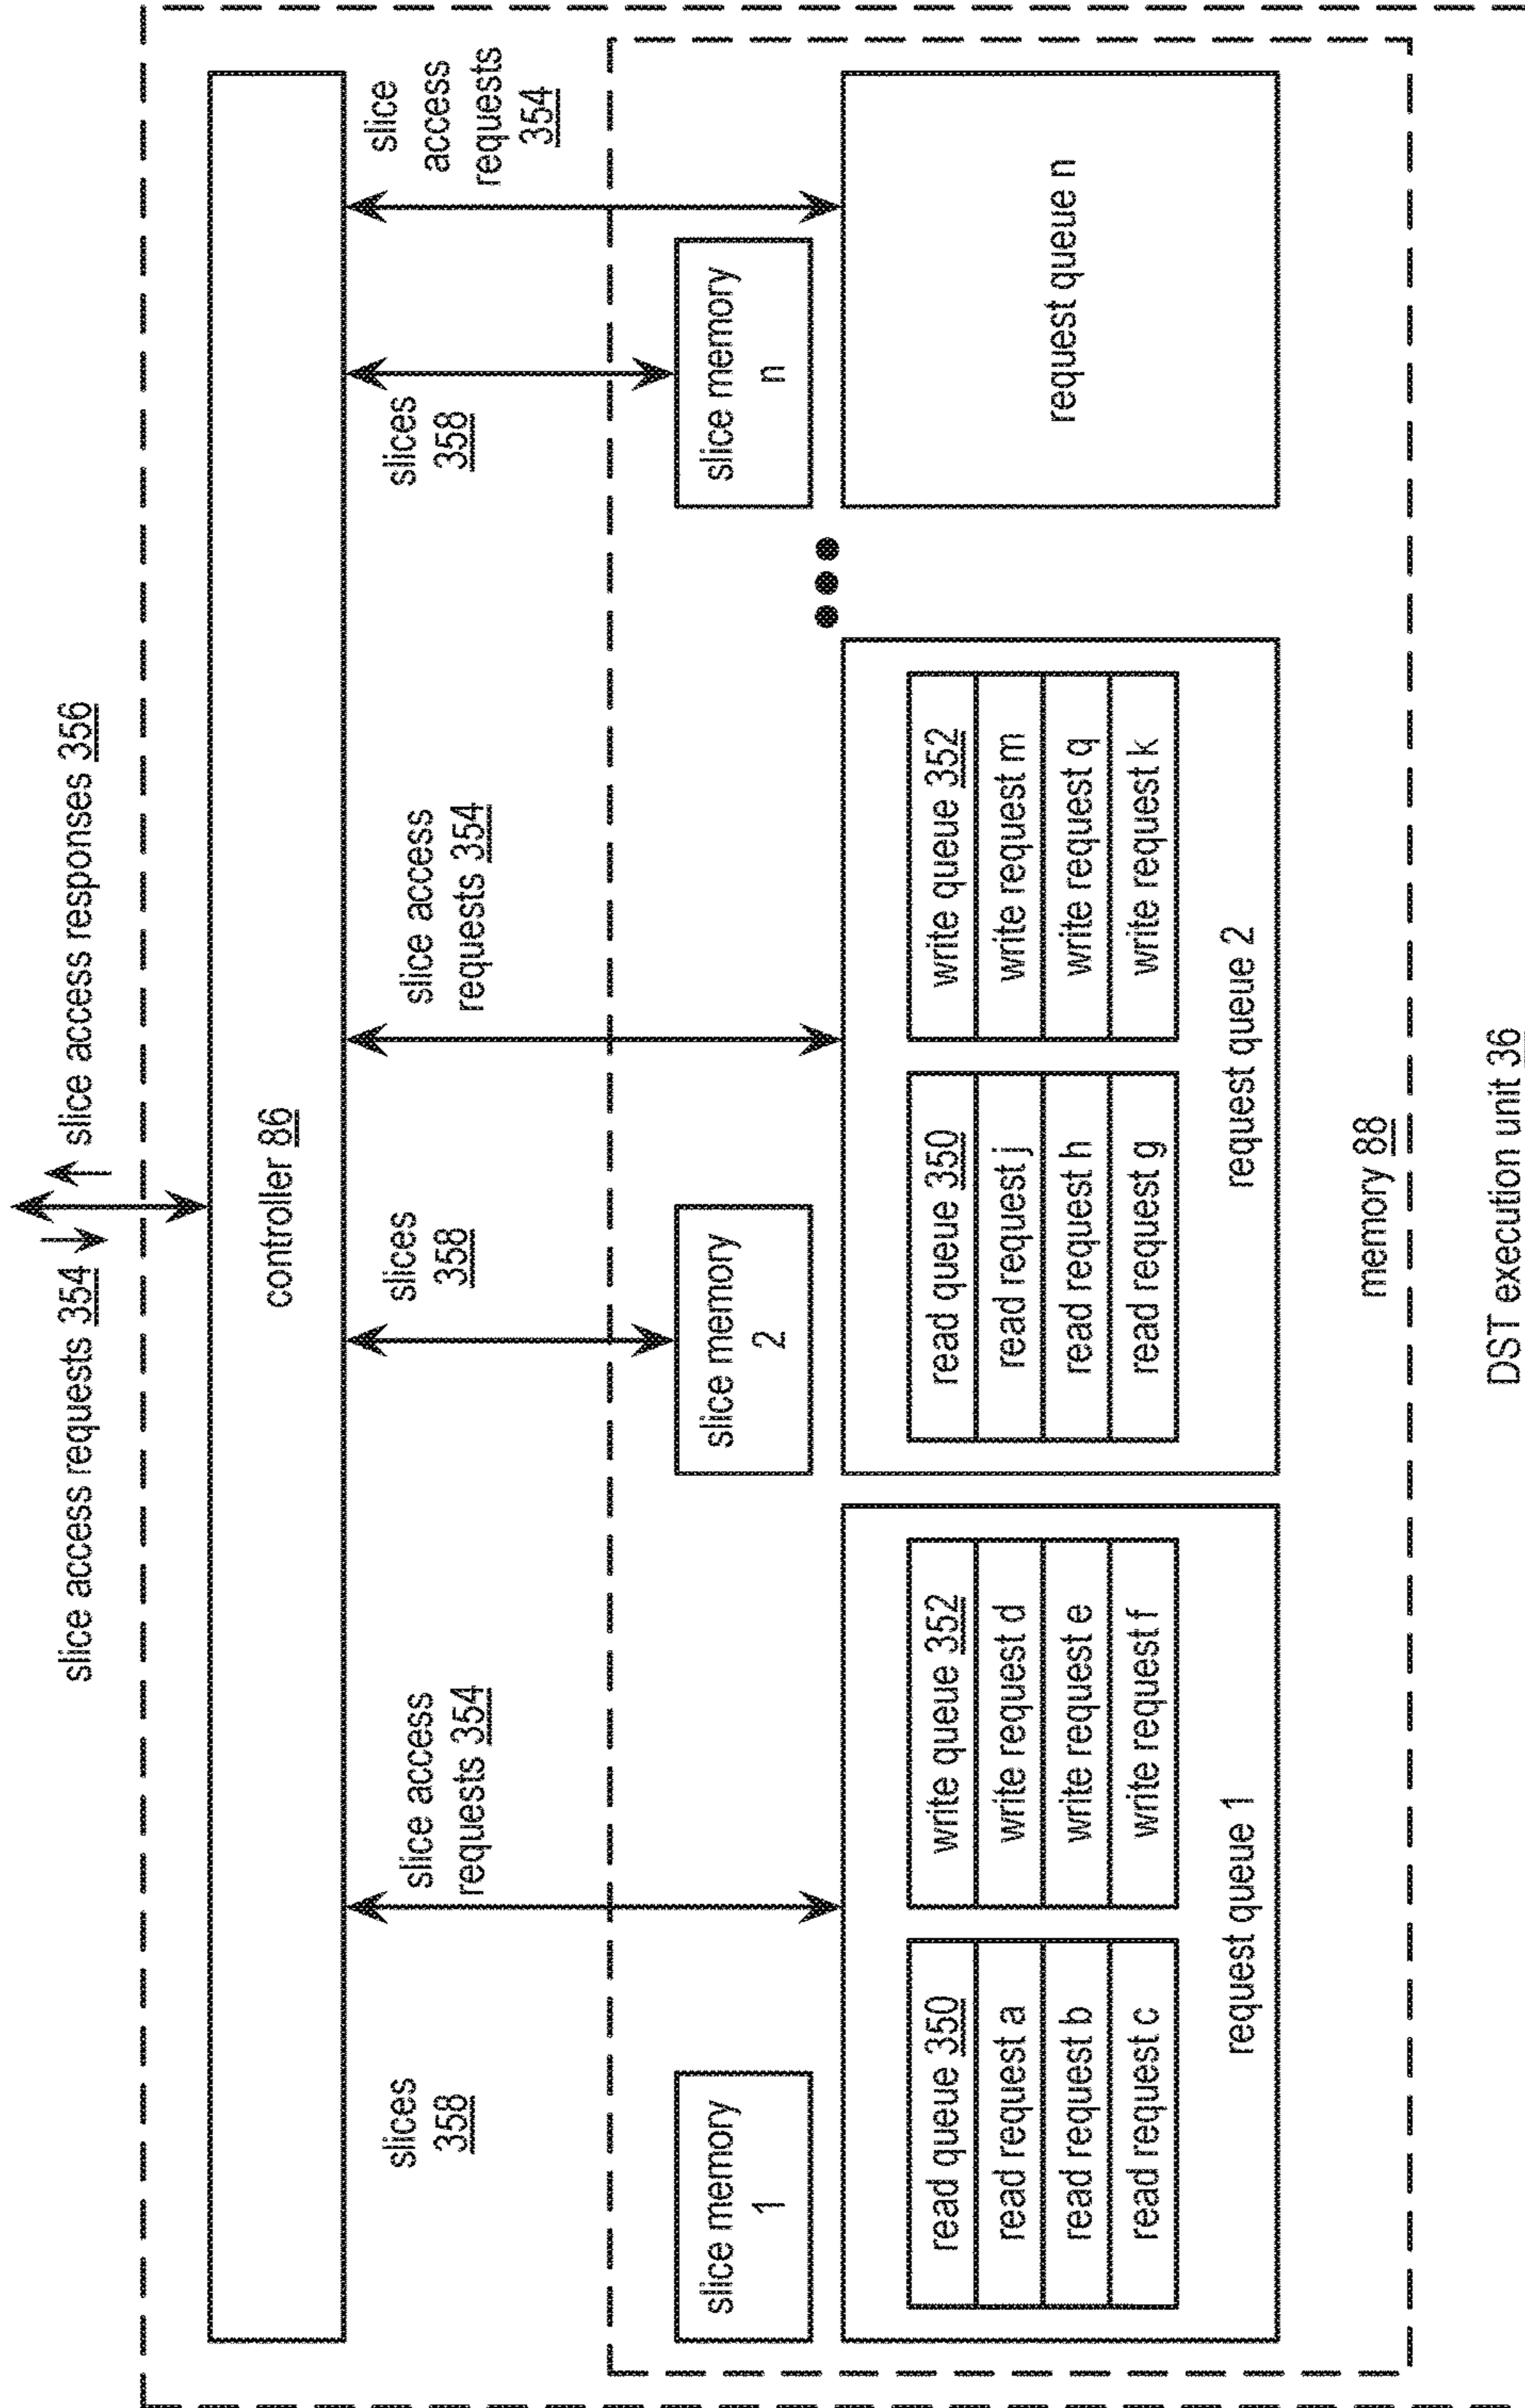 slice access requests 354
slice access responses 356
controller 86
slices
358
slice access
requests 354
slices
358
slice access
requests 354
slices
358
slice
access
requests
354
slice memory
1
slice memory
2
slice memory
n
read queue 350
read request a
read request b
read request c
write queue 352
write request d
write request e
write request f
request queue 1
read queue 350
read request j
read request h
read request g
write queue 352
write request m
write request q
write request k
request queue 2
request queue n
memory 88
DST execution unit 36